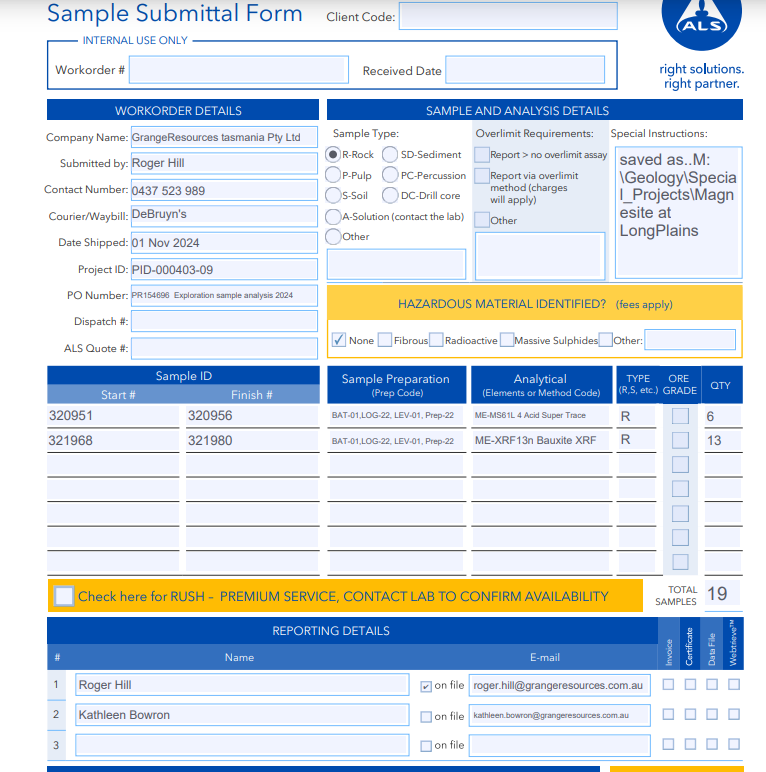 Sample Submittal Form
Client Code:
ALS
right solutions.
right partner.
INTERNAL USE ONLY
Workorder #
Received Date
WORKORDER DETAILS
Company Name: GrangeResources tasmania Pty Ltd
Submitted by: Roger Hill
Contact Number: 0437 523 989
Courier/Waybill: DeBruyn's
Date Shipped: 01 Nov 2024
Project ID: PID-000403-09
PO Number: PR154696 Exploration sample analysis 2024
Dispatch #:
ALS Quote #:
SAMPLE AND ANALYSIS DETAILS
Sample Type:
R-Rock SD-Sediment
P-Pulp PC-Percussion
S-Soil DC-Drill core
A-Solution (contact the lab)
Other
Overlimit Requirements:
Report > no overlimit assay
Report via overlimit
method (charges
will apply)
Other
Special Instructions:
saved as..M:
\Geology\Specia
l_Projects\Magn
esite at
LongPlains
HAZARDOUS MATERIAL IDENTIFIED? (fees apply)
None Fibrous Radioactive Massive Sulphides Other:
Sample ID
Start # Finish #
Sample Preparation
(Prep Code)
Analytical
(Elements or Method Code)
TYPE
(R,S, etc.)
ORE
GRADE
QTY
320951 320956 BAT-01,LOG-22, LEV-01, Prep-22 ME-MS61L 4 Acid Super Trace R 6
321968 321980 BAT-01,LOG-22, LEV-01, Prep-22 ME-XRF13n Bauxite XRF R 13
Check here for RUSH – PREMIUM SERVICE, CONTACT LAB TO CONFIRM AVAILABILITY
TOTAL
SAMPLES
19
REPORTING DETAILS
# Name E-mail
Invoice
Certificate
Data File
Webtrieve™
1 Roger Hill on file roger.hill@grangeresources.com.au
2 Kathleen Bowron on file kathleen.bowron@grangeresources.com.au
3 on file